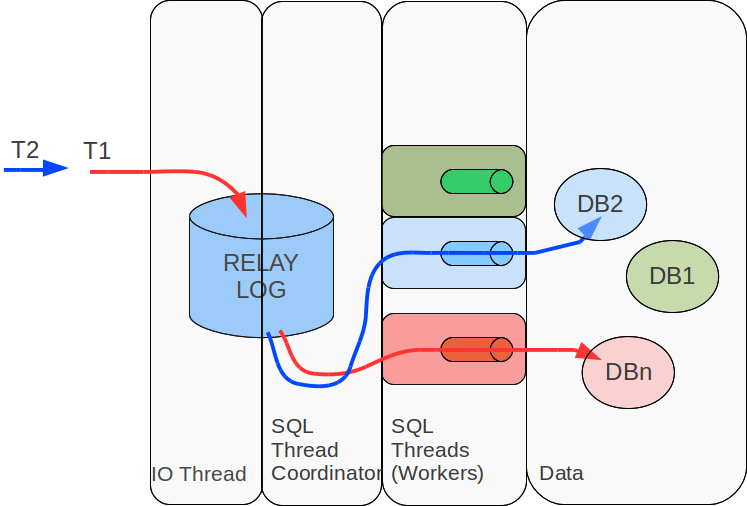 T2
T1
RELAY
LOG
DB2
DB1
DBn
IO Thread
SQL
Thread
Coordinator
SQL
Threads
(Workers)
Data